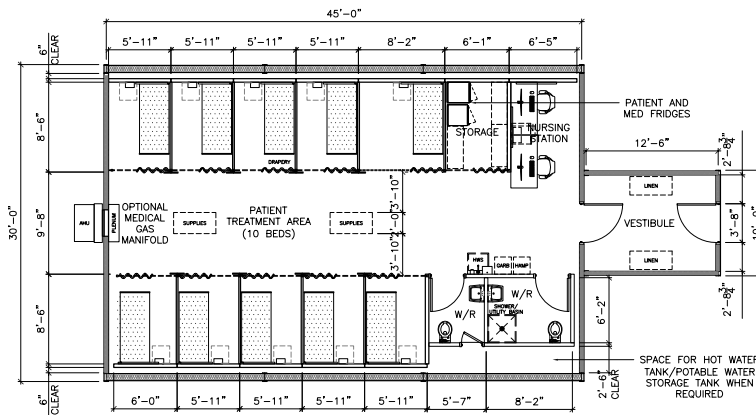 45'-0"
5'-11" 5'-11" 5'-11" 5'-11" 8'-2" 6'-1" 6'-5"
6" CLEAR
30'-0"
8'-6"
9'-8"
8'-6"
6" CLEAR
PATIENT AND
MED FRIDGES
STORAGE
NURSING
STATION
DRAPERY
12'-6"
2'-8¾"
LINEN
VESTIBULE
3'-8"
LINEN
2'-8¾"
AHU
PLENUM
OPTIONAL
MEDICAL
GAS
MANIFOLD
SUPPLIES
PATIENT
TREATMENT AREA
(10 BEDS)
SUPPLIES
3'-10"
2'-0"
3'-10"
HWS
GARB HAMP
W/R
W/R
SHOWER/
UTILITY BASIN
6'-2"
2'-6"
CLEAR
SPACE FOR HOT WATER
TANK/POTABLE WATER
STORAGE TANK WHEN
REQUIRED
6'-0" 5'-11" 5'-11" 5'-11" 5'-11" 5'-7" 8'-2"